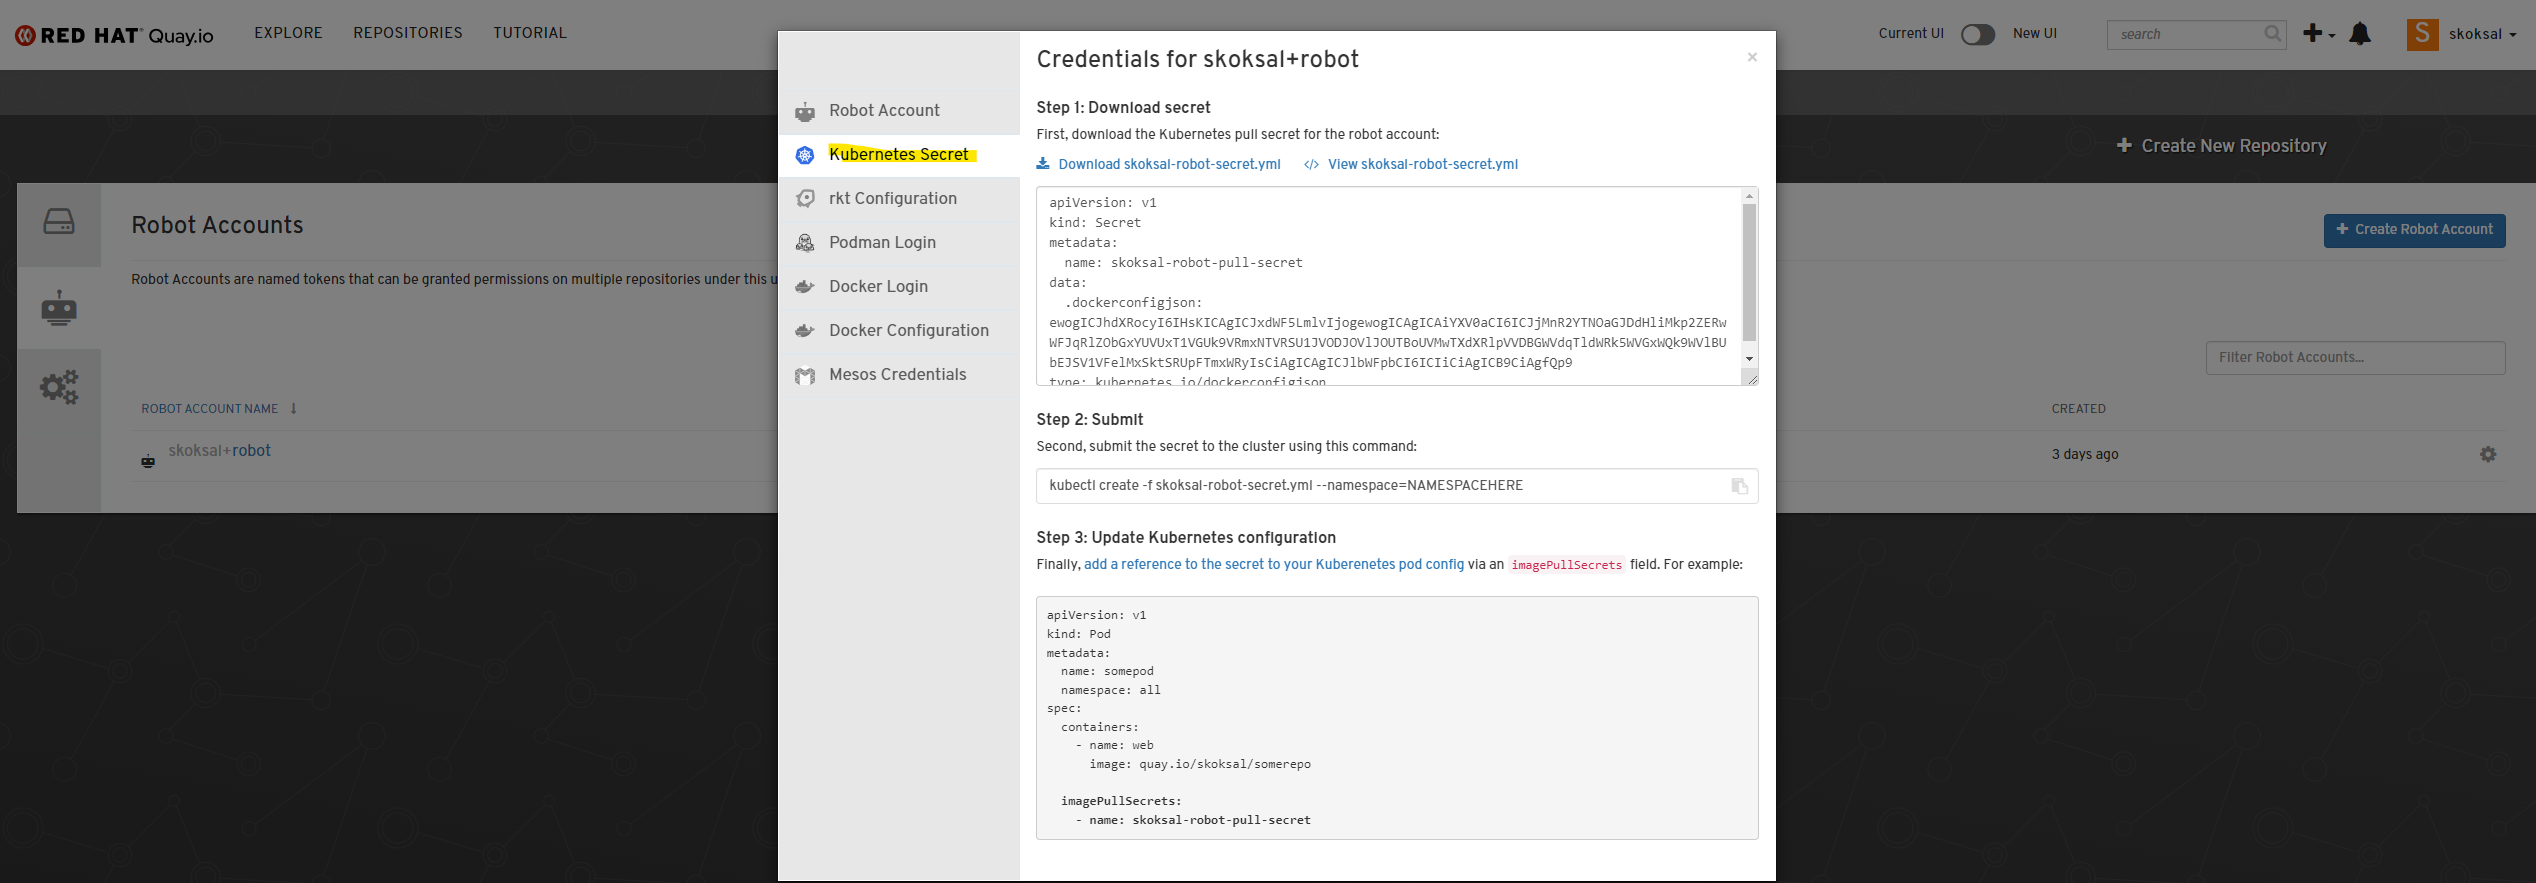 RED HAT Quay.io
EXPLORE REPOSITORIES TUTORIAL
Current UI New UI
search
S skoksal
Create New Repository
Robot Accounts
Create Robot Account
Robot Accounts are named tokens that can be granted permissions on multiple repositories under this u
Filter Robot Accounts...
ROBOT ACCOUNT NAME
CREATED
skoksal+robot
3 days ago
Robot Account
Kubernetes Secret
rkt Configuration
Podman Login
Docker Login
Docker Configuration
Mesos Credentials
Credentials for skoksal+robot
×
Step 1: Download secret
First, download the Kubernetes pull secret for the robot account:
Download skoksal-robot-secret.yml </> View skoksal-robot-secret.yml
apiVersion: v1
kind: Secret
metadata:
  name: skoksal-robot-pull-secret
data:
  .dockerconfigjson:
type: kubernetes.io/dockerconfigjson
Step 2: Submit
Second, submit the secret to the cluster using this command:
kubectl create -f skoksal-robot-secret.yml --namespace=NAMESPACEHERE
Step 3: Update Kubernetes configuration
Finally, add a reference to the secret to your Kuberenetes pod config via an imagePullSecrets field. For example:
apiVersion: v1
kind: Pod
metadata:
  name: somepod
  namespace: all
spec:
  containers:
    - name: web
      image: quay.io/skoksal/somerepo
  imagePullSecrets:
    - name: skoksal-robot-pull-secret